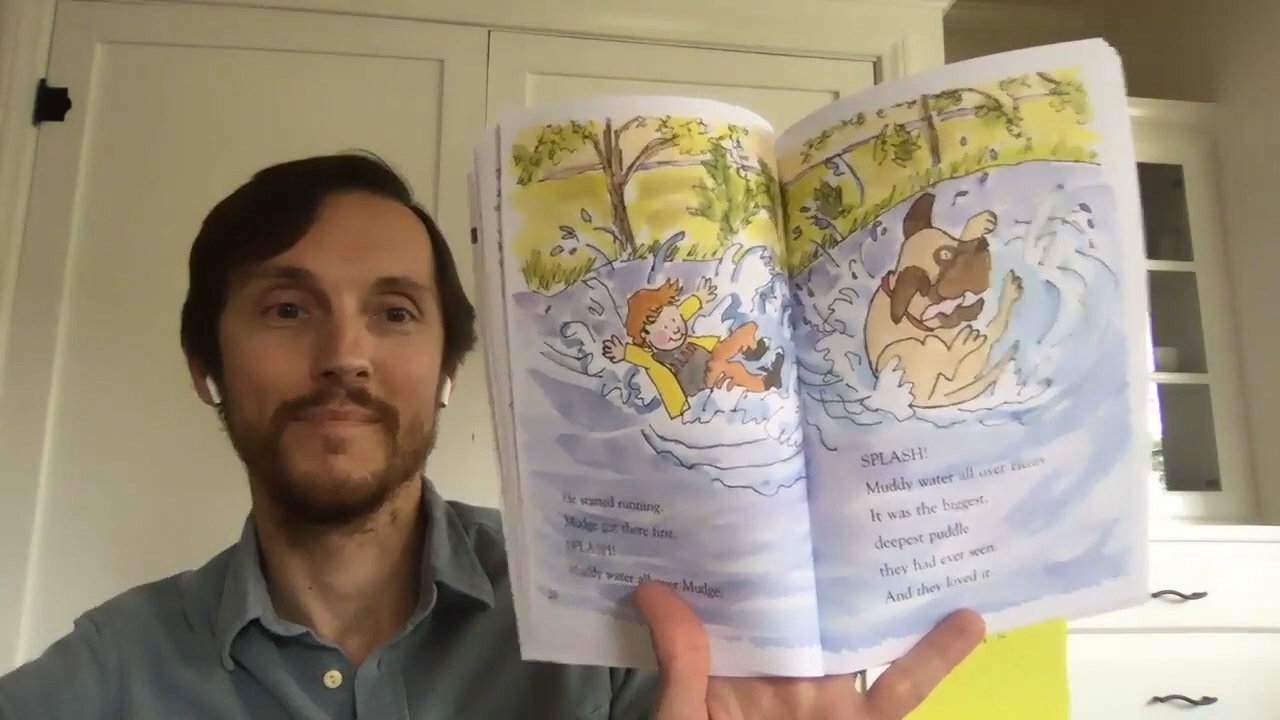 He started running.
Mudge got there first.
SPLASH!
Muddy water all over Mudge.
20
SPLASH!
Muddy water all over Henry
It was the biggest,
deepest puddle
they had ever seen.
And they loved it